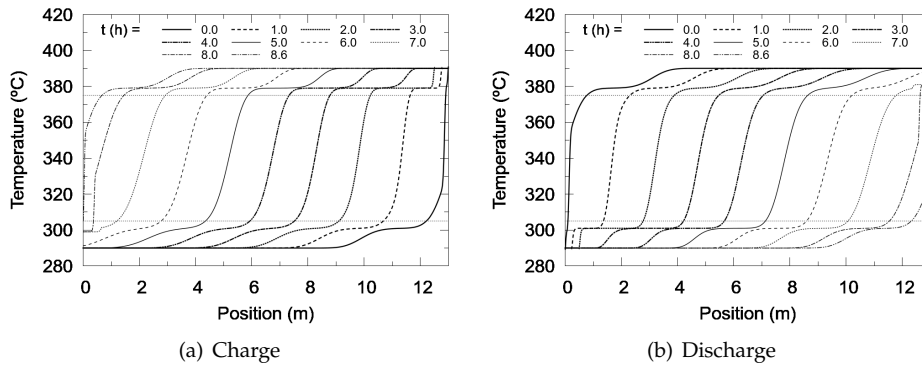 t (h) = 0.0 1.0 2.0 3.0
4.0 5.0 6.0 7.0
8.0 8.6
Temperature (ºC)
420
400
380
360
340
320
300
280
0 2 4 6 8 10 12
Position (m)
(a) Charge
t (h) = 0.0 1.0 2.0 3.0
4.0 5.0 6.0 7.0
8.0 8.6
Temperature (ºC)
420
400
380
360
340
320
300
280
0 2 4 6 8 10 12
Position (m)
(b) Discharge